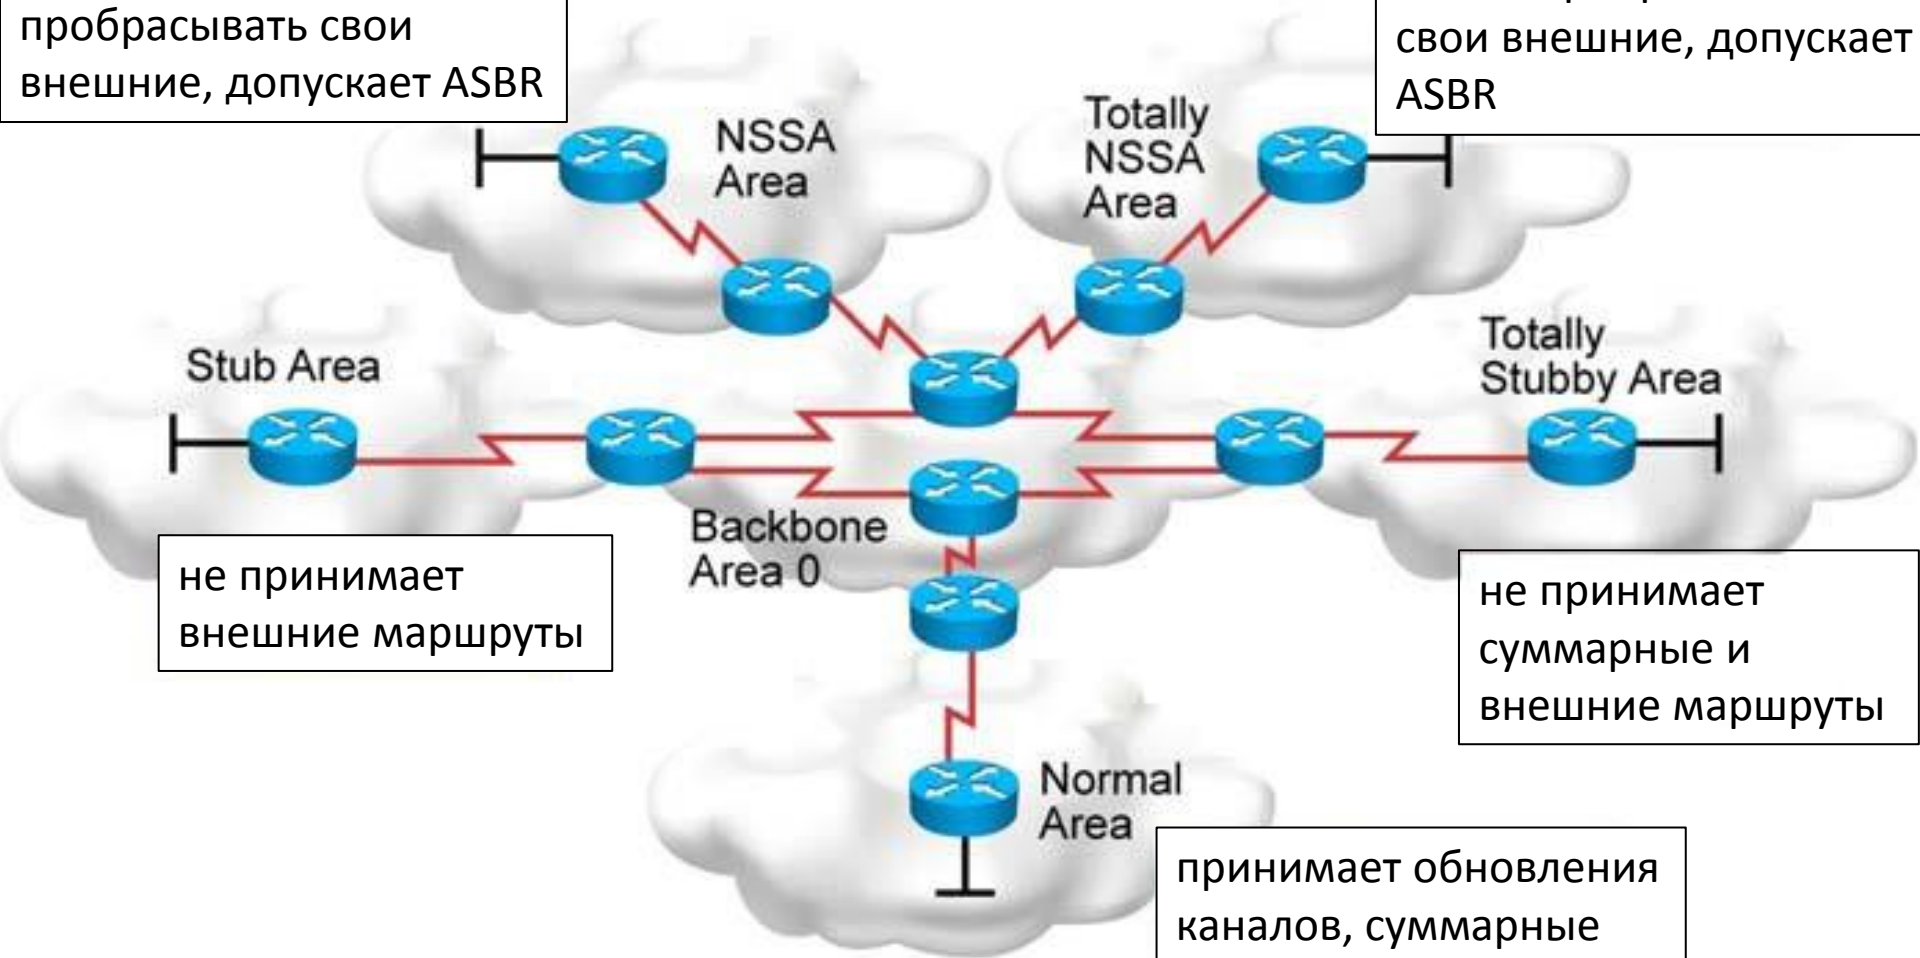 пробрасывать свои
внешние, допускает ASBR
свои внешние, допускает
ASBR
NSSA
Area
Totally
NSSA
Area
Stub Area
Totally
Stubby Area
Backbone
Area 0
не принимает
внешние маршруты
не принимает
суммарные и
внешние маршруты
Normal
Area
принимает обновления
каналов, суммарные